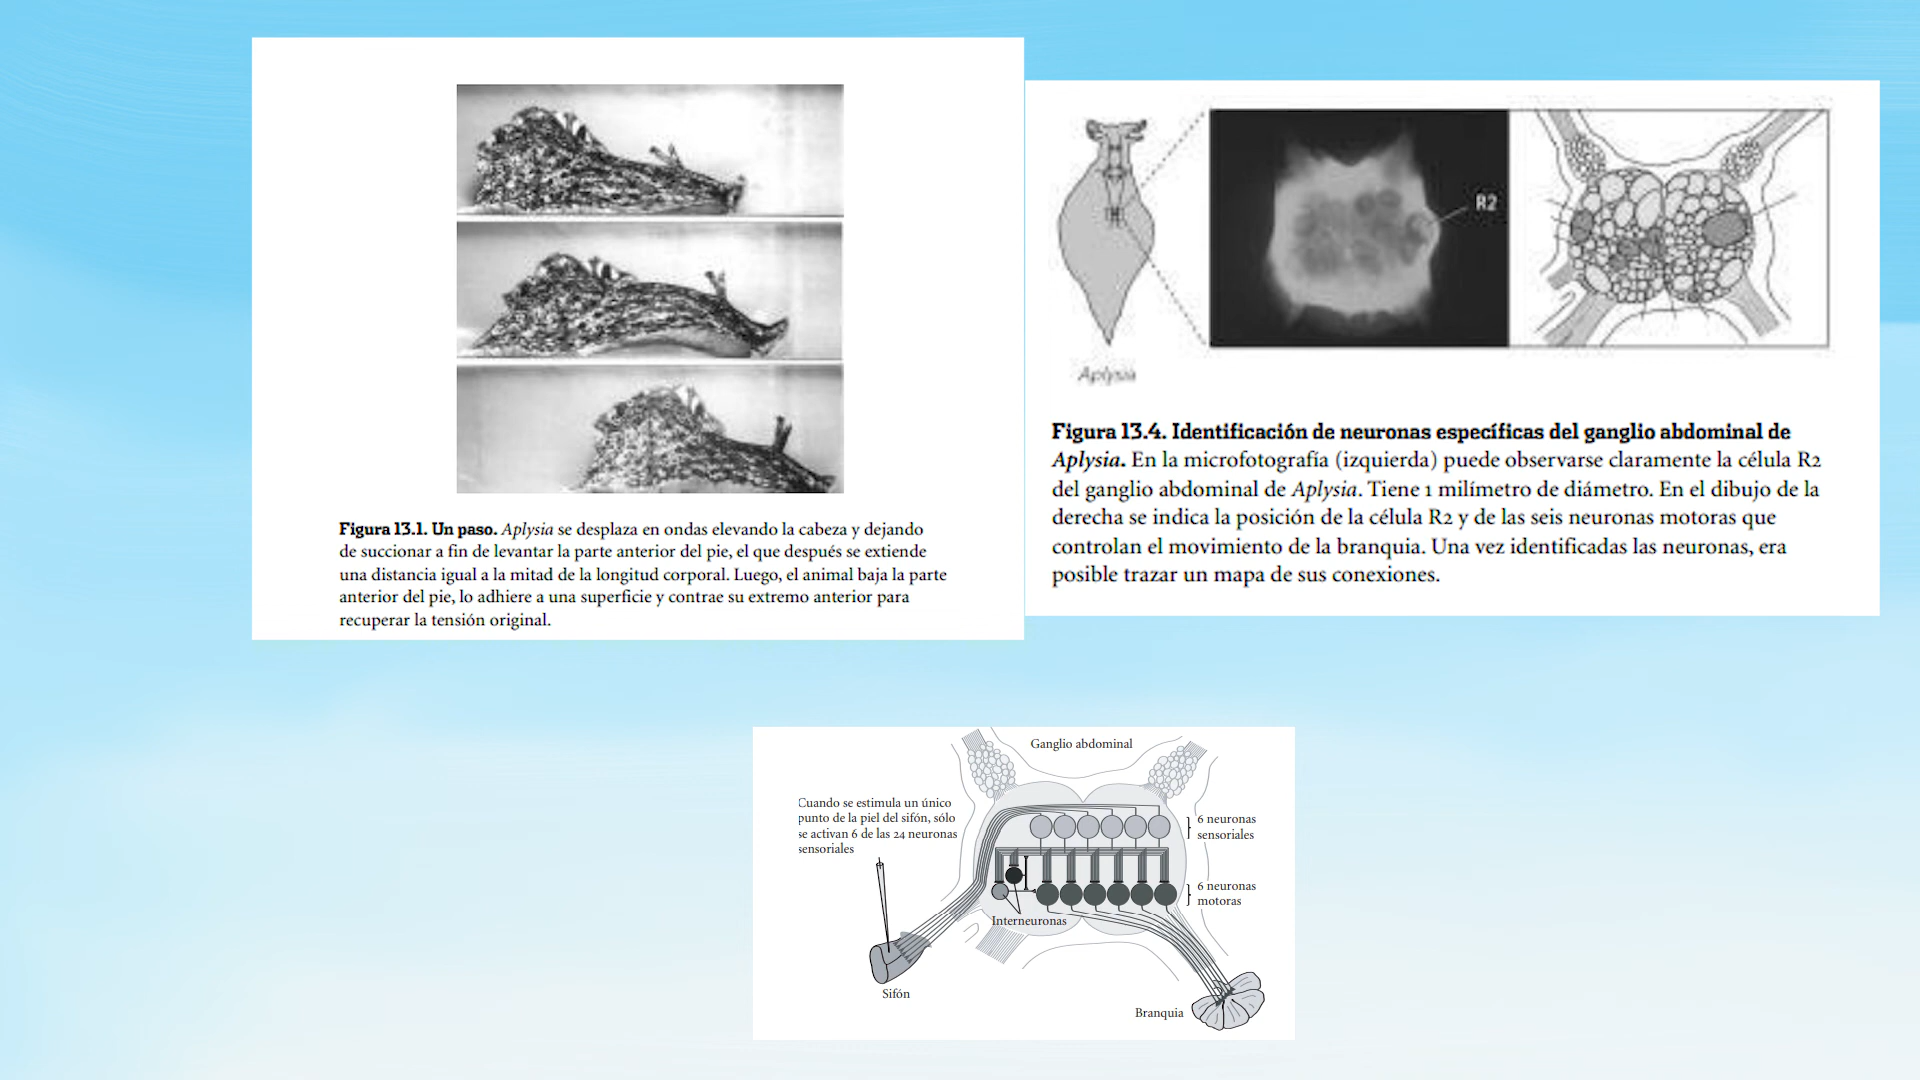 Figura 13.1. Un paso. Aplysia se desplaza en ondas elevando la cabeza y dejando
de succionar a fin de levantar la parte anterior del pie, el que después se extiende
una distancia igual a la mitad de la longitud corporal. Luego, el animal baja la parte
anterior del pie, lo adhiere a una superficie y contrae su extremo anterior para
recuperar la tensión original.
R2
Aplysia
Figura 13.4. Identificación de neuronas específicas del ganglio abdominal de
Aplysia. En la microfotografía (izquierda) puede observarse claramente la célula R2
del ganglio abdominal de Aplysia. Tiene 1 milímetro de diámetro. En el dibujo de la
derecha se indica la posición de la célula R2 y de las seis neuronas motoras que
controlan el movimiento de la branquia. Una vez identificadas las neuronas, era
posible trazar un mapa de sus conexiones.
Ganglio abdominal
Cuando se estimula un único
punto de la piel del sifón, sólo
se activan 6 de las 24 neuronas
sensoriales
6 neuronas
sensoriales
6 neuronas
motoras
Interneuronas
Sifón
Branquia